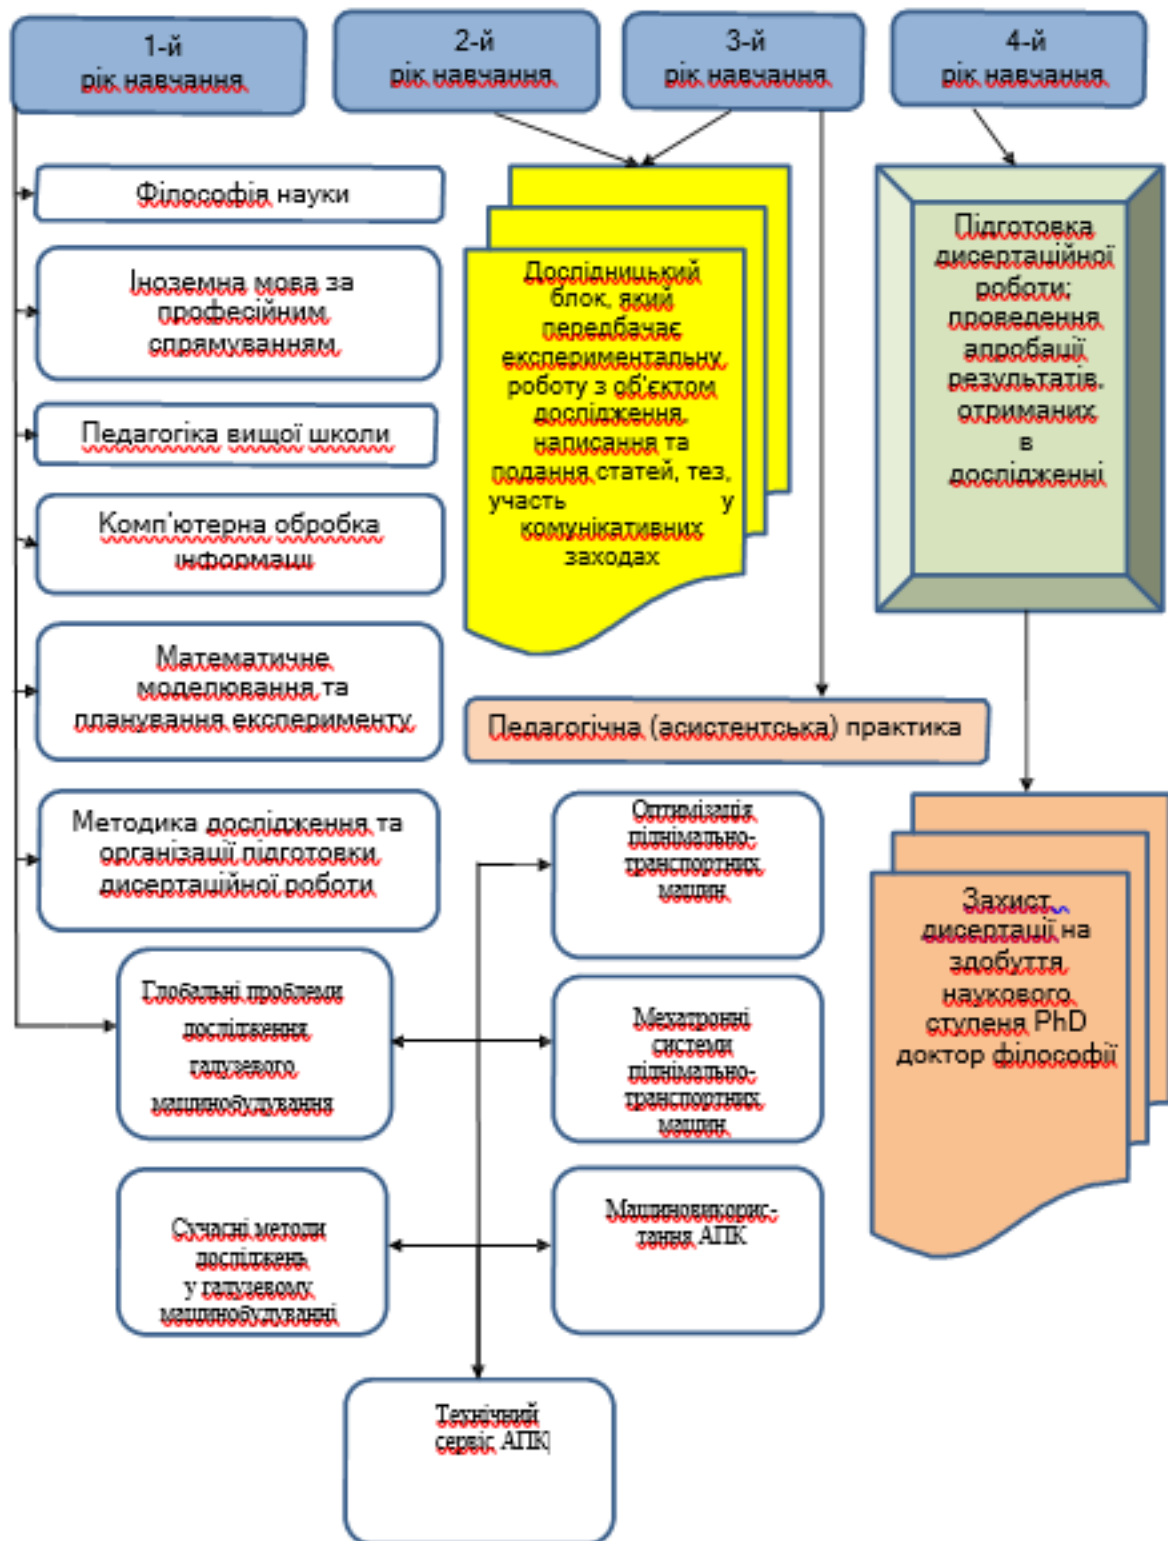 1-й
рік навчання
2-й
рік навчання
3-й
рік навчання
4-й
рік навчання
Філософія науки
Іноземна мова за
професійним
спрямуванням
Педагогіка вищої школи
Комп'ютерна обробка
інформації
Математичне
моделювання та
планування експерименту
Методика дослідження та
організації підготовки
дисертаційної роботи
Глобальні проблеми
дослідження
галузевого
машинобудування
Сучасні методи
досліджень
у галузевому
машинобудуванні
Дослідницький
блок, який
передбачає
експериментальну
роботу з об'єктом
дослідження,
написання та
подання статей, тез,
участь у
комунікативних
заходах
Педагогічна (асистентська) практика
Оптимізація
піднімально-
транспортних
машин
Мехатронні
системи
піднімально-
транспортних
машин
Машиновикорис-
тання АПК
Технічний
сервіс АПК
Підготовка
дисертаційної
роботи;
проведення
апробації
результатів,
отриманих
в
дослідженні
Захист
дисертації на
здобуття
наукового
ступеня PhD
доктор філософії